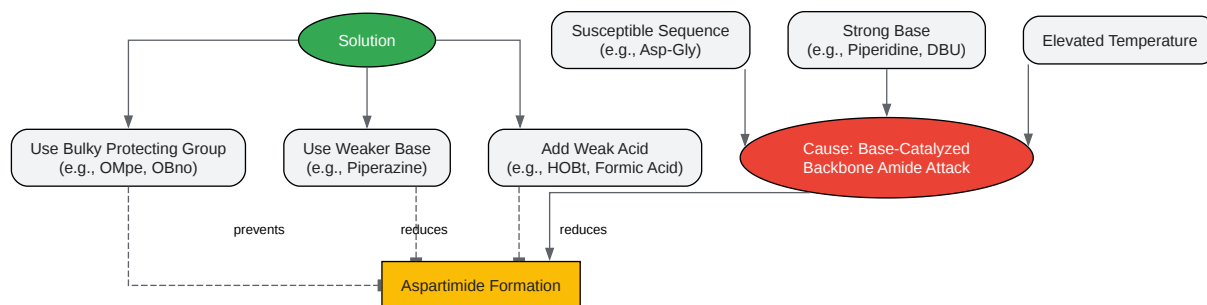 Solution
Susceptible Sequence
(e.g., Asp-Gly)
Strong Base
(e.g., Piperidine, DBU)
Elevated Temperature
Use Bulky Protecting Group
(e.g., OMpe, OBno)
Use Weaker Base
(e.g., Piperazine)
Add Weak Acid
(e.g., HOBt, Formic Acid)
Cause: Base-Catalyzed
Backbone Amide Attack
prevents
reduces
reduces
Aspartimide Formation